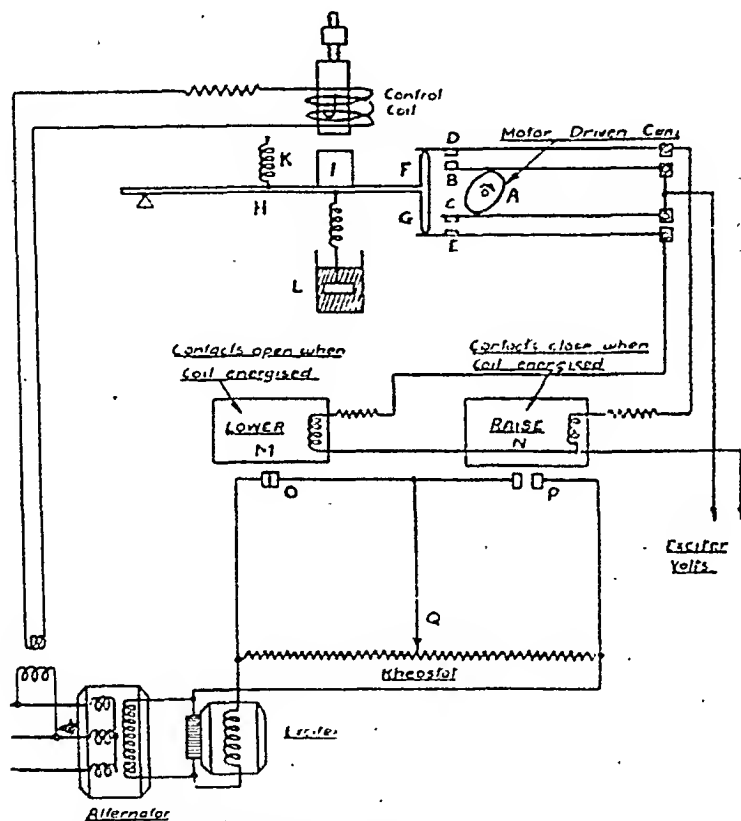 Control
Coil
K
I
F
D
B
Motor Driven Cam
A
H
G
C
E
L
Contacts open when
Coil energised
Contacts close when
Coil energised
LOWER
M
RAISE
N
O
P
Exciter
Volts
Q
Rheostat
Exciter
Alternator